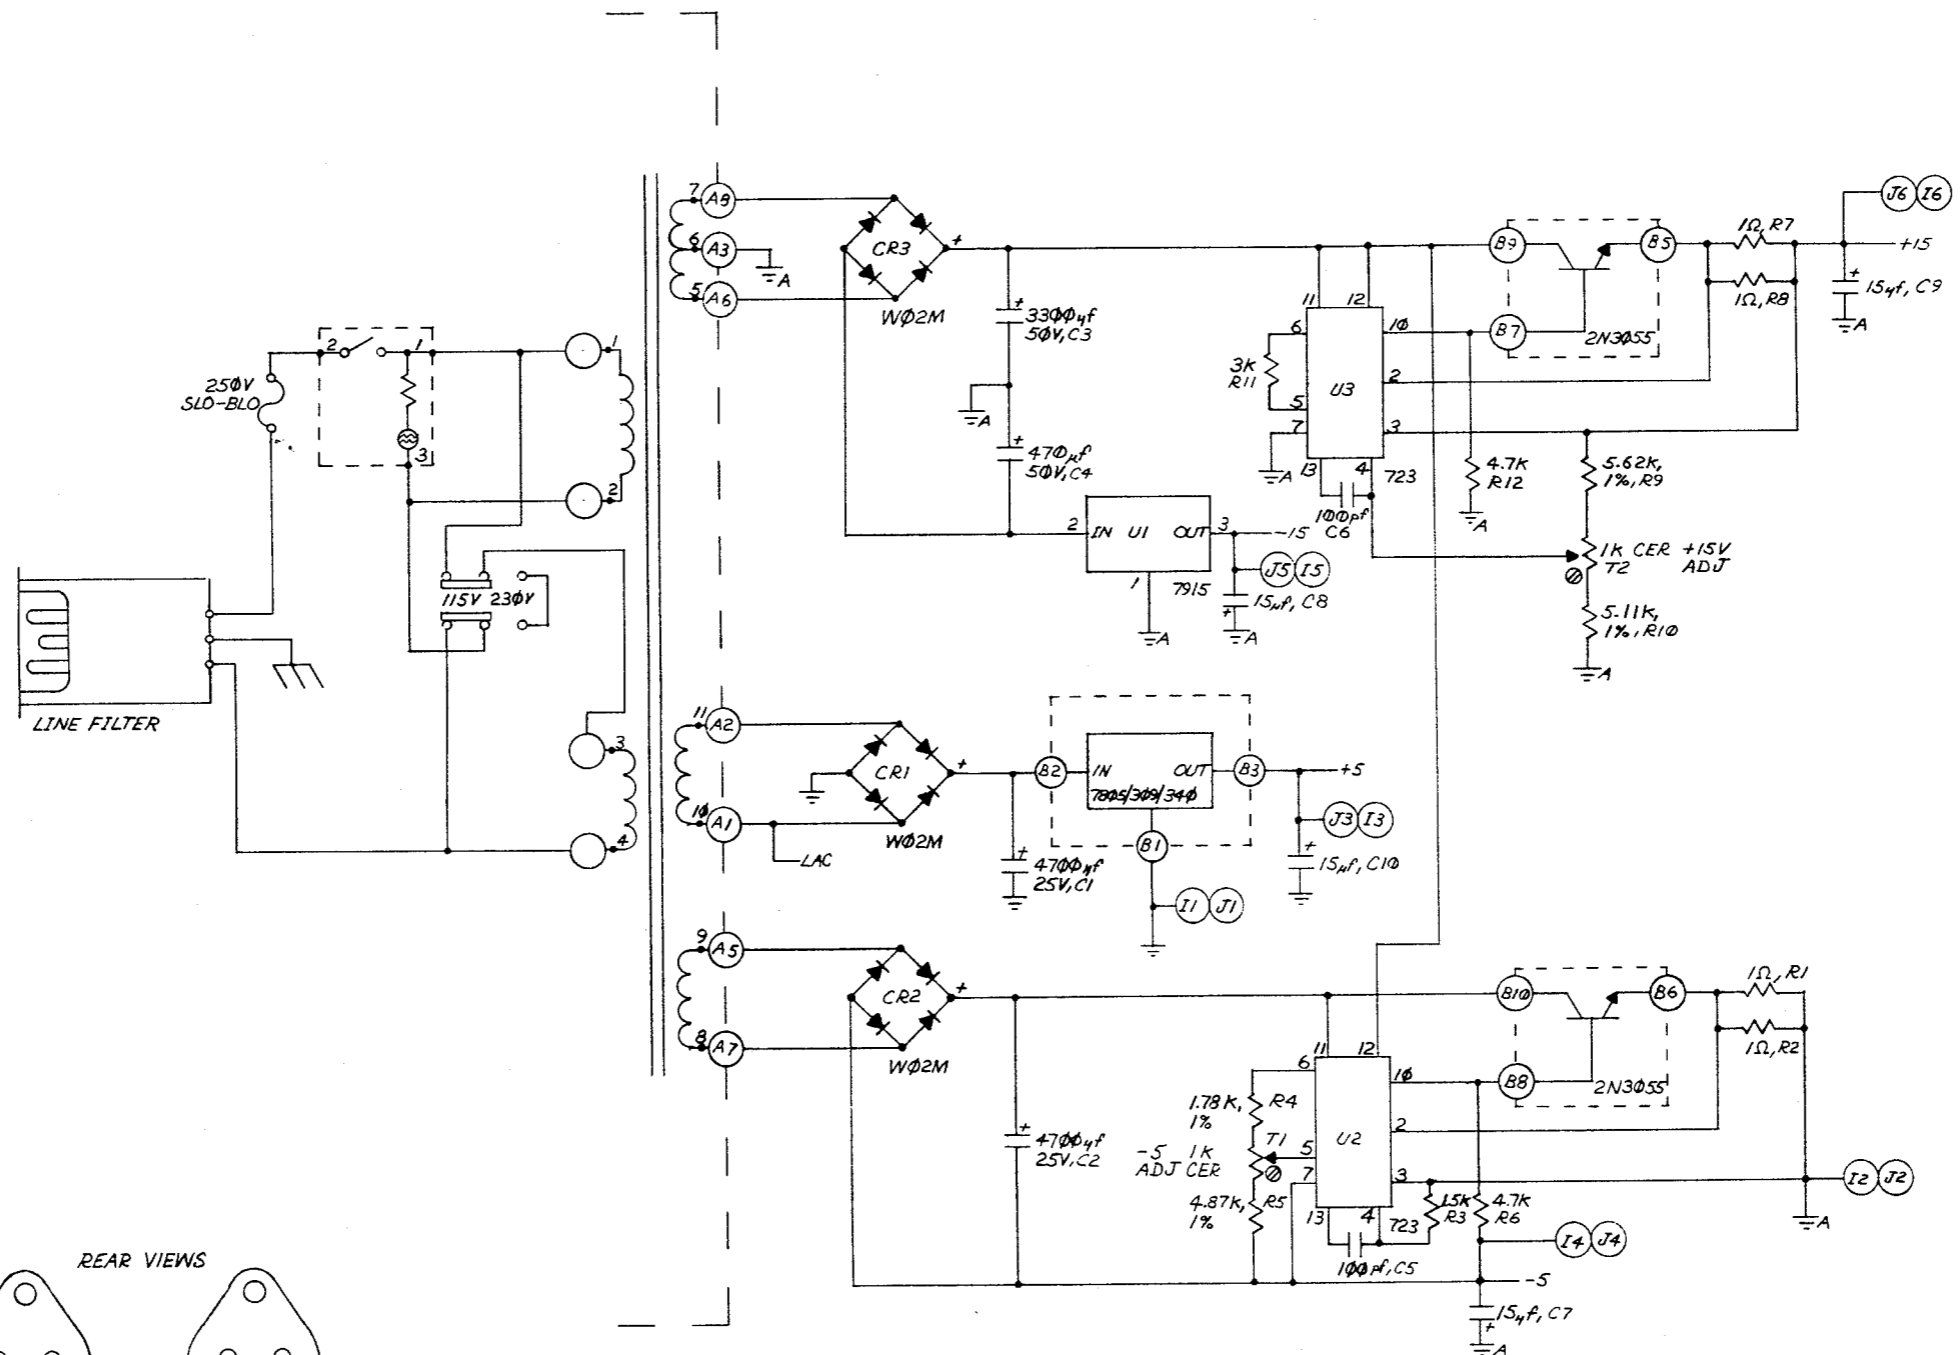 7
A8
6
A3
A
5
A6
CR3
+
WØ2M
+
33ØØµf
5ØV, C3
A
+
47Øµf
5ØV, C4
2
IN U1 OUT
3
-15
1
7915
J5 I5
15µf, C8
+
A
A
11
12
6
1Ø
3K
R11
U3
2
5
7
3
A
13
4
723
1ØØpf
C6
4.7K
R12
A
B9
B5
B7
2N3Ø55
1Ω, R7
1Ω, R8
J6 I6
+15
+
15µf, C9
A
5.62K,
1%, R9
1K CER +15V
T2 ADJ
5.11K,
1%, R1Ø
A
25ØV
SLO-BLO
2
1
3
1
2
115V 23ØV
3
4
LINE FILTER
11
A2
1Ø
A1
LAC
CR1
+
WØ2M
+
47ØØµf
25V, C1
B2
IN OUT
78Ø5/3Ø9/34Ø
B3
+5
B1
I1 J1
J3 I3
+
15µf, C1Ø
9
A5
8
A7
CR2
+
WØ2M
+
47ØØµf
25V, C2
11
12
6
1Ø
1.78K, R4
1%
T1
-5 1K
ADJ CER
5
7
4.87K, R5
1%
U2
2
3
13
4
723
1ØØpf, C5
1.5K
R3
4.7K
R6
B1Ø
B6
B8
2N3Ø55
1Ω, R1
1Ω, R2
I2 J2
A
I4 J4
-5
15µf, C7
+
A
REAR VIEWS